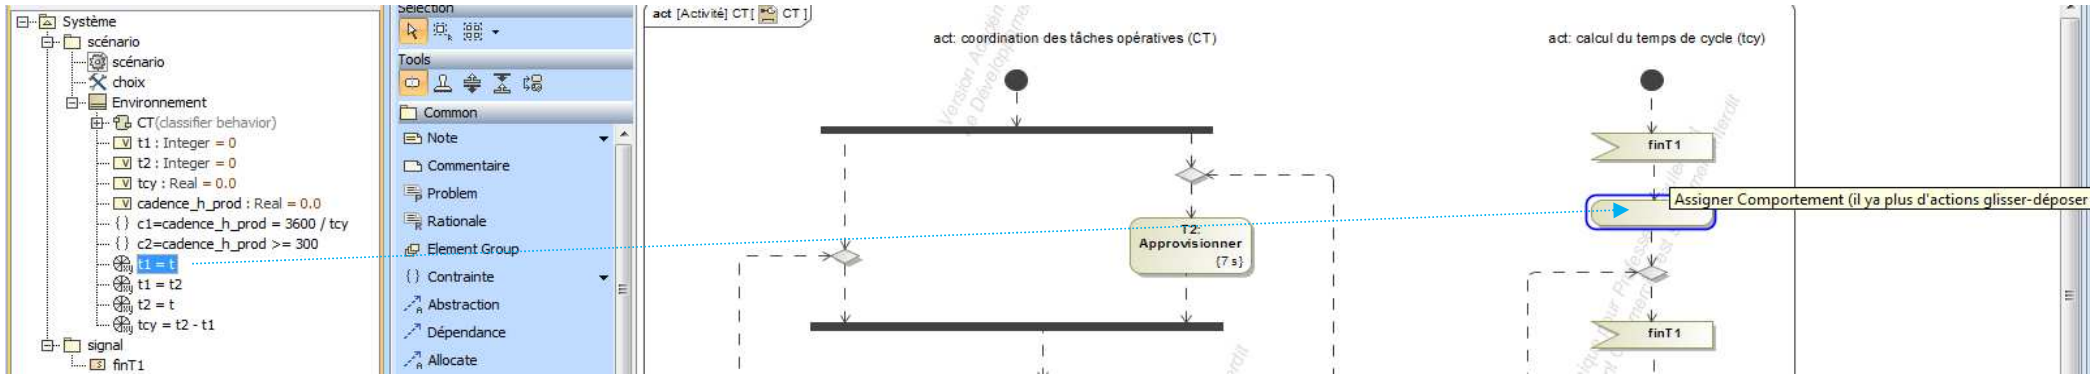 Système
scénario
scénario
choix
Environnement
CT(classifier behavior)
t1 : Integer = 0
t2 : Integer = 0
tcy : Real = 0.0
cadence_h_prod : Real = 0.0
{ } c1=cadence_h_prod = 3600 / tcy
{ } c2=cadence_h_prod >= 300
t1 = t
t1 = t2
t2 = t
tcy = t2 - t1
signal
finT1
Selection
Tools
Common
Note
Commentaire
Problem
Rationale
Element Group
{ } Contrainte
Abstraction
Dépendance
Allocate
act [Activité] CT [ CT ]
act: coordination des tâches opératives (CT)
T2:
Approvisionner
{7 s}
act: calcul du temps de cycle (tcy)
finT1
Assigner Comportement (il ya plus d'actions glisser-déposer
finT1